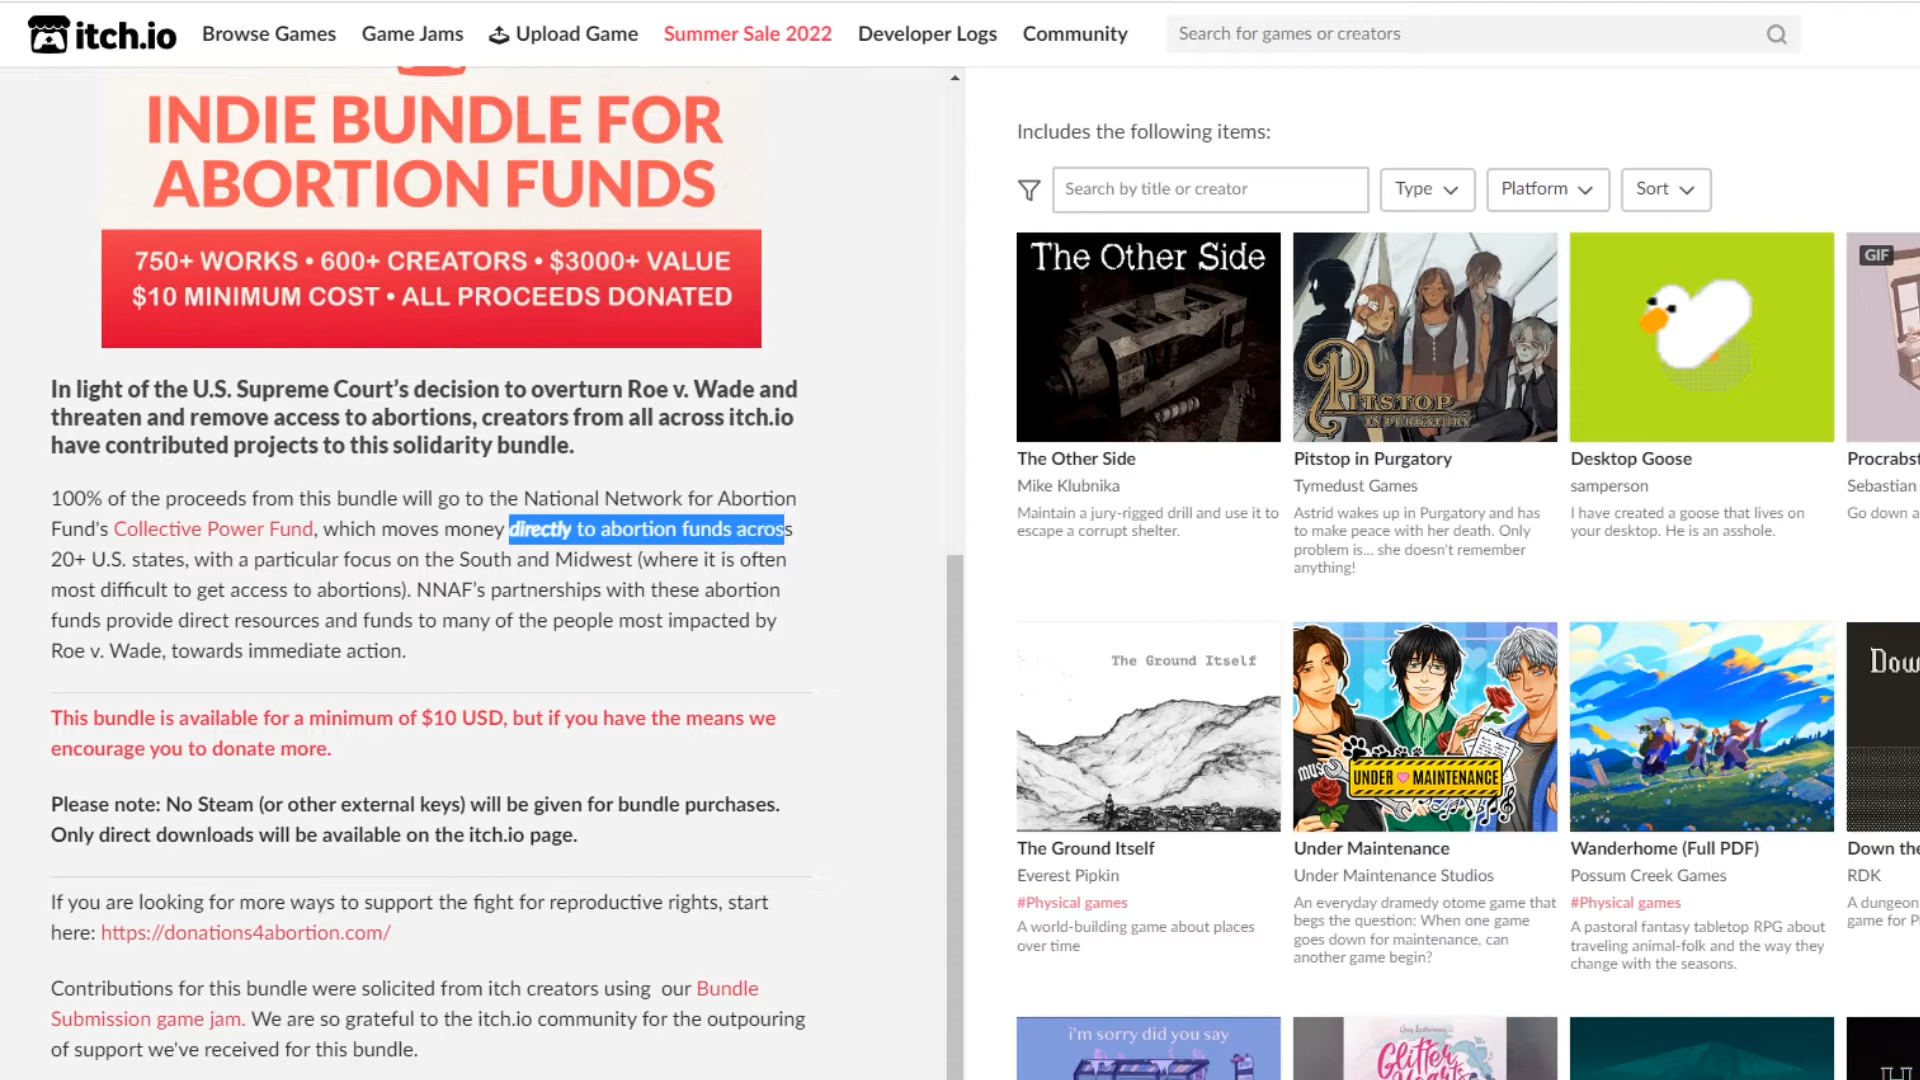 itch.io
Browse Games
Game Jams
Upload Game
Summer Sale 2022
Developer Logs
Community
Search for games or creators
INDIE BUNDLE FOR
ABORTION FUNDS
750+ WORKS • 600+ CREATORS • $3000+ VALUE
$10 MINIMUM COST • ALL PROCEEDS DONATED
In light of the U.S. Supreme Court's decision to overturn Roe v. Wade and
threaten and remove access to abortions, creators from all across itch.io
have contributed projects to this solidarity bundle.
100% of the proceeds from this bundle will go to the National Network for Abortion
Fund's Collective Power Fund, which moves money directly to abortion funds across
20+ U.S. states, with a particular focus on the South and Midwest (where it is often
most difficult to get access to abortions). NNAF's partnerships with these abortion
funds provide direct resources and funds to many of the people most impacted by
Roe v. Wade, towards immediate action.
This bundle is available for a minimum of $10 USD, but if you have the means we
encourage you to donate more.
Please note: No Steam (or other external keys) will be given for bundle purchases.
Only direct downloads will be available on the itch.io page.
If you are looking for more ways to support the fight for reproductive rights, start
here: https://donations4abortion.com/
Contributions for this bundle were solicited from itch creators using our Bundle
Submission game jam. We are so grateful to the itch.io community for the outpouring
of support we've received for this bundle.
Includes the following items:
Search by title or creator
Type
Platform
Sort
The Other Side
The Other Side
Mike Klubnika
Maintain a jury-rigged drill and use it to
escape a corrupt shelter.
PITSTOP
IN PURGATORY
Pitstop in Purgatory
Tymedust Games
Astrid wakes up in Purgatory and has
to make peace with her death. Only
problem is... she doesn't remember
anything!
Desktop Goose
samperson
I have created a goose that lives on
your desktop. He is an asshole.
GIF
Procrabst
Sebastian
Go down a
The Ground Itself
The Ground Itself
Everest Pipkin
#Physical games
A world-building game about places
over time
MUSIC
UNDER MAINTENANCE
Under Maintenance
Under Maintenance Studios
An everyday dramedy otome game that
begs the question: When one game
goes down for maintenance, can
another game begin?
Wanderhome (Full PDF)
Possum Creek Games
#Physical games
A pastoral fantasy tabletop RPG about
traveling animal-folk and the way they
change with the seasons.
Dow
Down the
RDK
A dungeon
game for P
i'm sorry did you say
Glitter
Hearts